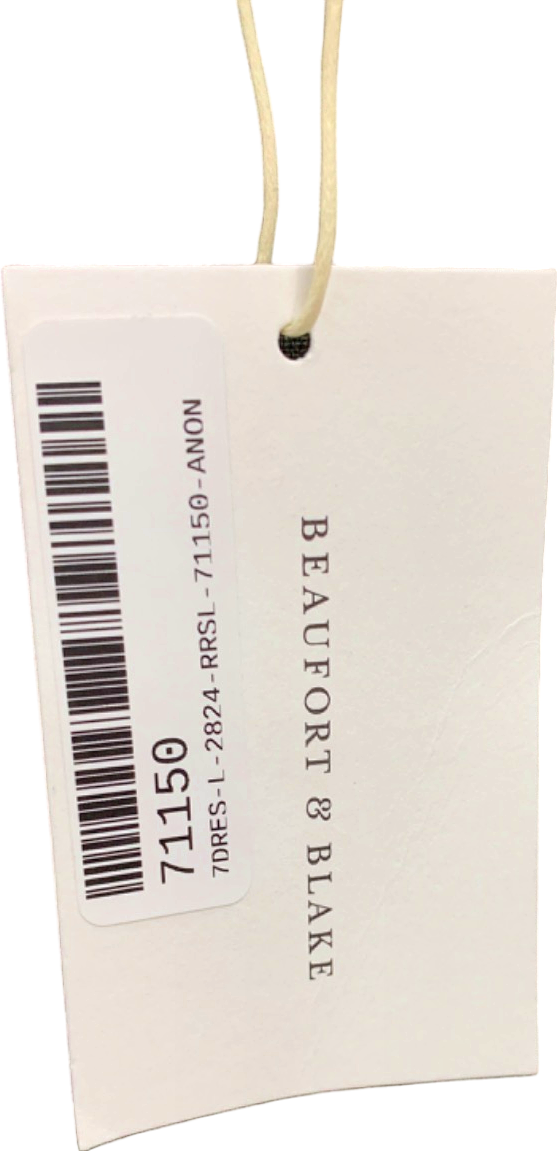 71150
7DRES-L-2824-RRSL-71150-ANON
BEAUFORT & BLAKE